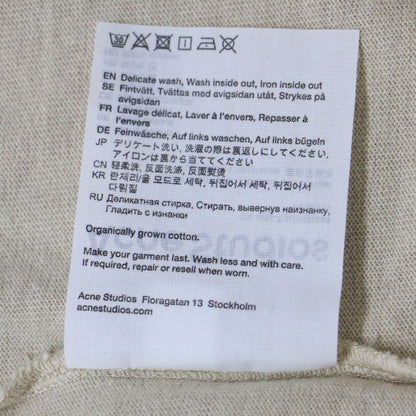 30
EN Delicate wash, Wash inside out, Iron inside out
SE Fintvätt, Tvättas med avigsidan utåt, Strykes på
avigsidan
FR Lavage délicat, Laver à l'envers, Repasser à
l'envers
DE Feinwäsche, Auf links waschen, Auf links bügeln
JP デリケート洗い, 洗濯の際は裏返しにしてください。
アイロンは裏から当ててください
CN 轻柔洗, 反面洗涤, 反面熨烫
KR 란제리/울 모드로 세탁, 뒤집어서 세탁, 뒤집어서
다림질
RU Деликатная стирка, Стирать, вывернув наизнанку,
Гладить с изнанки
Organically grown cotton.
Make your garment last. Wash less and with care.
If required, repair or resell when worn.
Acne Studios Floragatan 13 Stockholm
acnestudios.com